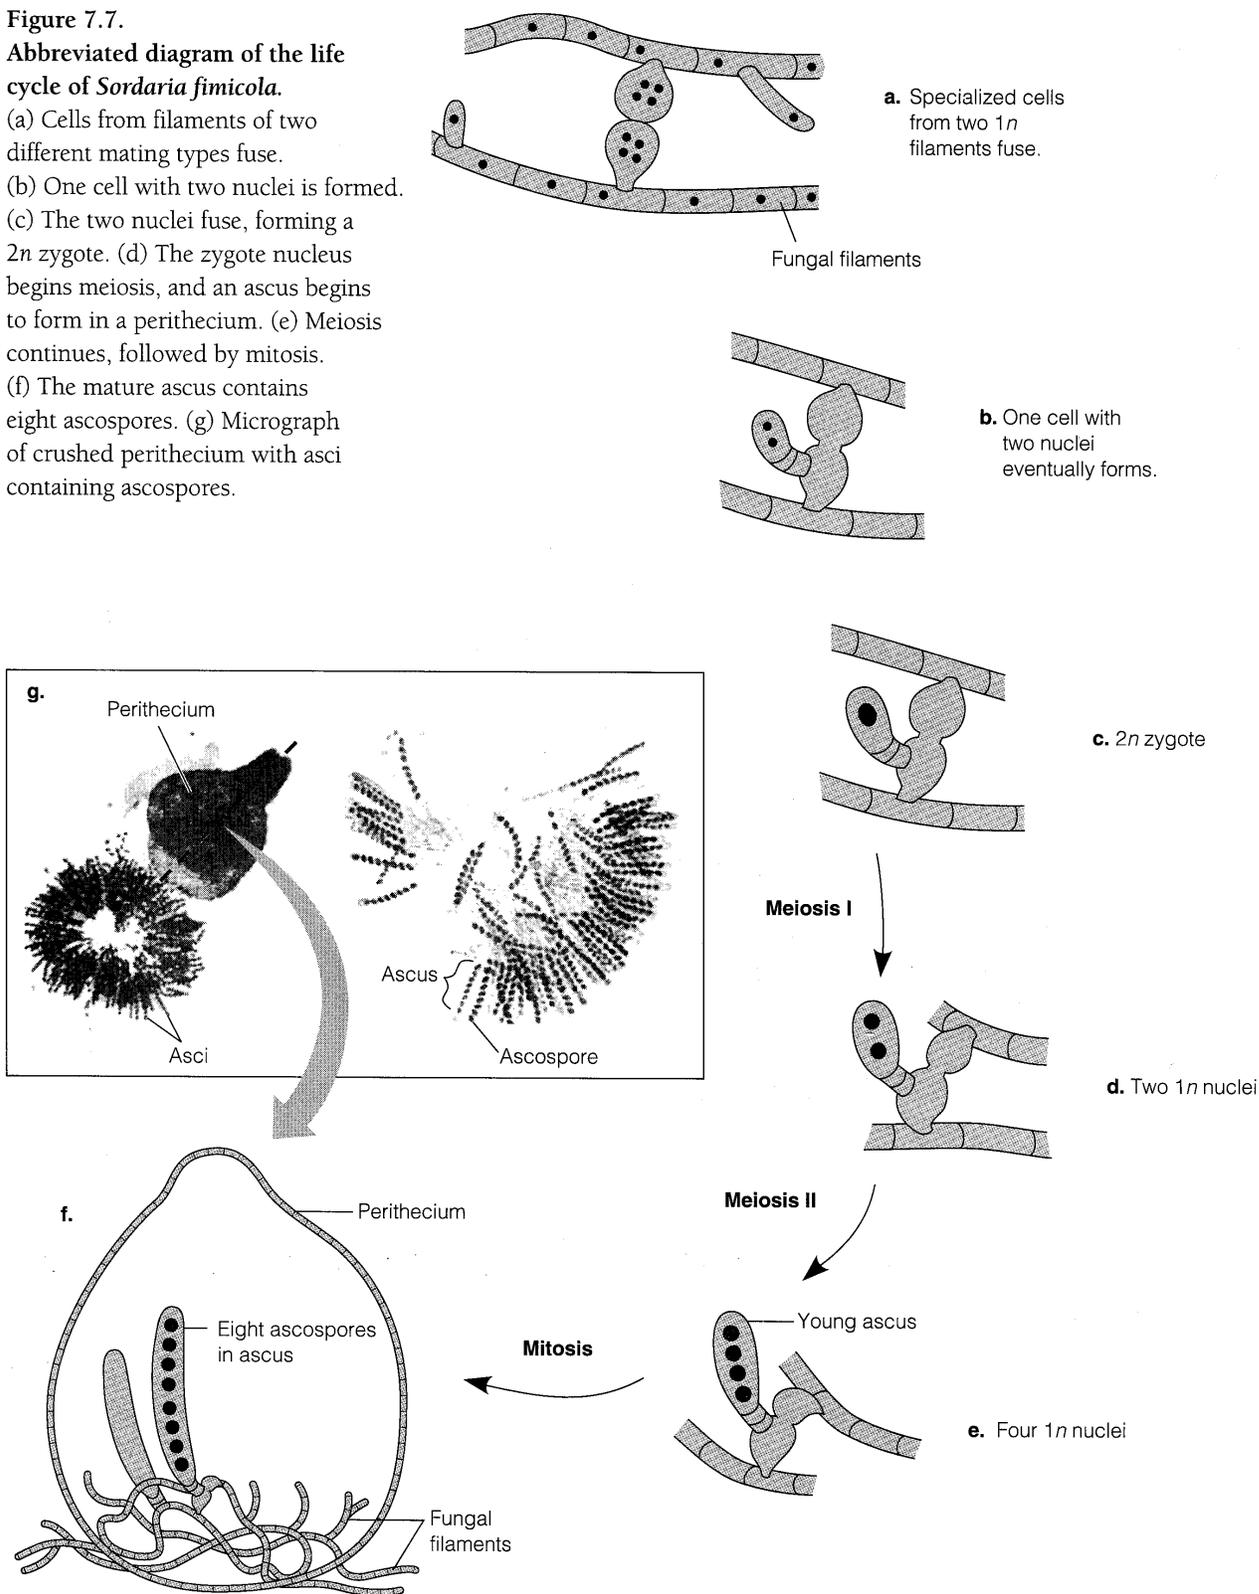 Figure 7.7.
Abbreviated diagram of the life
cycle of Sordaria fimicola.
(a) Cells from filaments of two
different mating types fuse.
(b) One cell with two nuclei is formed.
(c) The two nuclei fuse, forming a
2n zygote. (d) The zygote nucleus
begins meiosis, and an ascus begins
to form in a perithecium. (e) Meiosis
continues, followed by mitosis.
(f) The mature ascus contains
eight ascospores. (g) Micrograph
of crushed perithecium with asci
containing ascospores.
a. Specialized cells
from two 1n
filaments fuse.
Fungal filaments
b. One cell with
two nuclei
eventually forms.
c. 2n zygote
Meiosis I
d. Two 1n nuclei
Meiosis II
Young ascus
e. Four 1n nuclei
Mitosis
g.
Perithecium
Asci
Ascus
Ascospore
f.
Perithecium
Eight ascospores
in ascus
Fungal
filaments